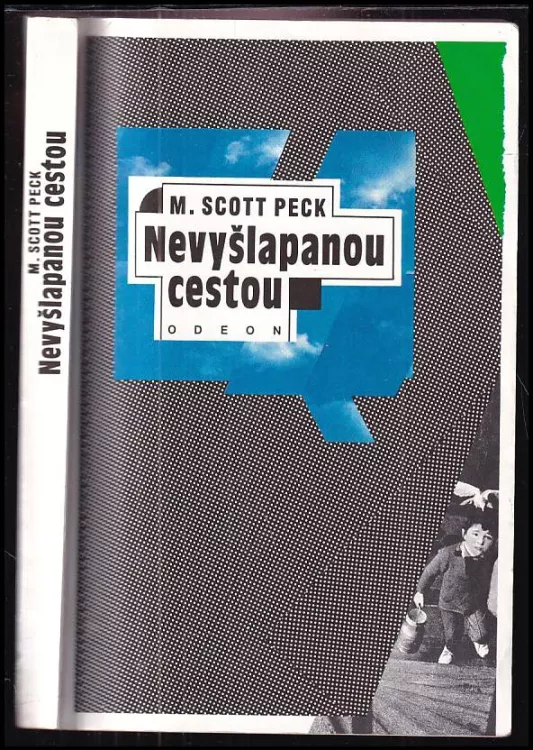 M. SCOTT PECK
Nevyšlapanou cestou
M. SCOTT PECK
Nevyšlapanou
cestou
ODEON